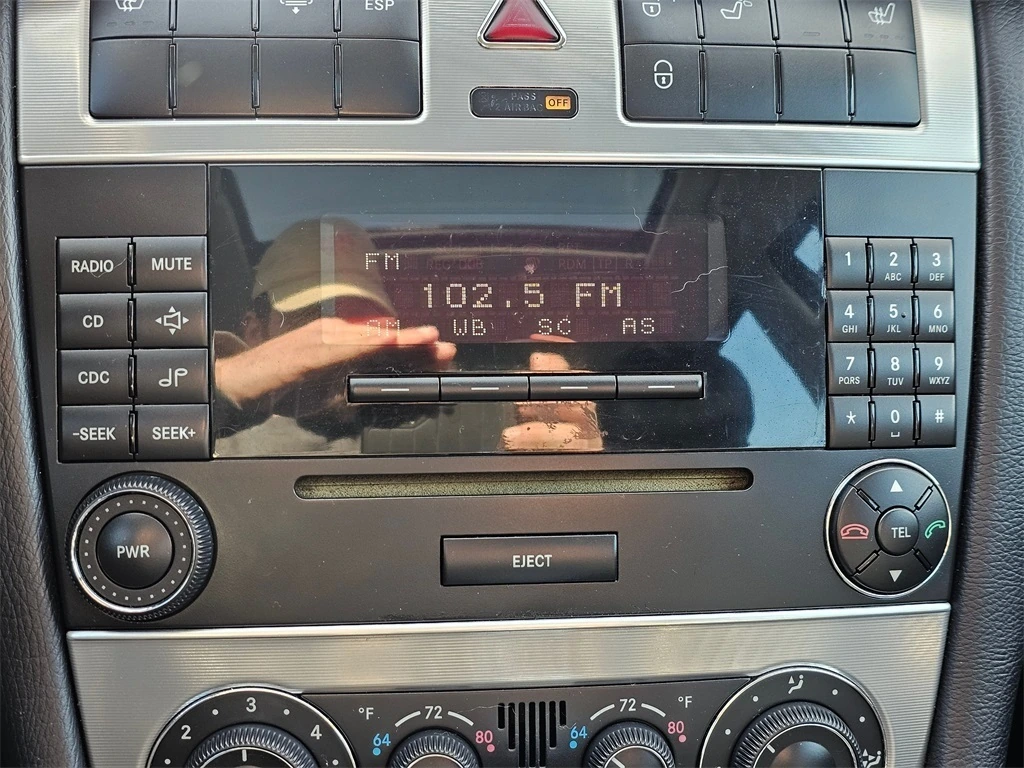 ESP
PASS
AIRBAG OFF
RADIO MUTE
CD
CDC
-SEEK SEEK+
FM
102.5 FM
AM WB SC AS
1 2 ABC 3 DEF
4 GHI 5 JKL 6 MNO
7 PQRS 8 TUV 9 WXYZ
* 0 #
PWR
EJECT
TEL
2 3 4
°F 72 72 °F
64 80 64 80